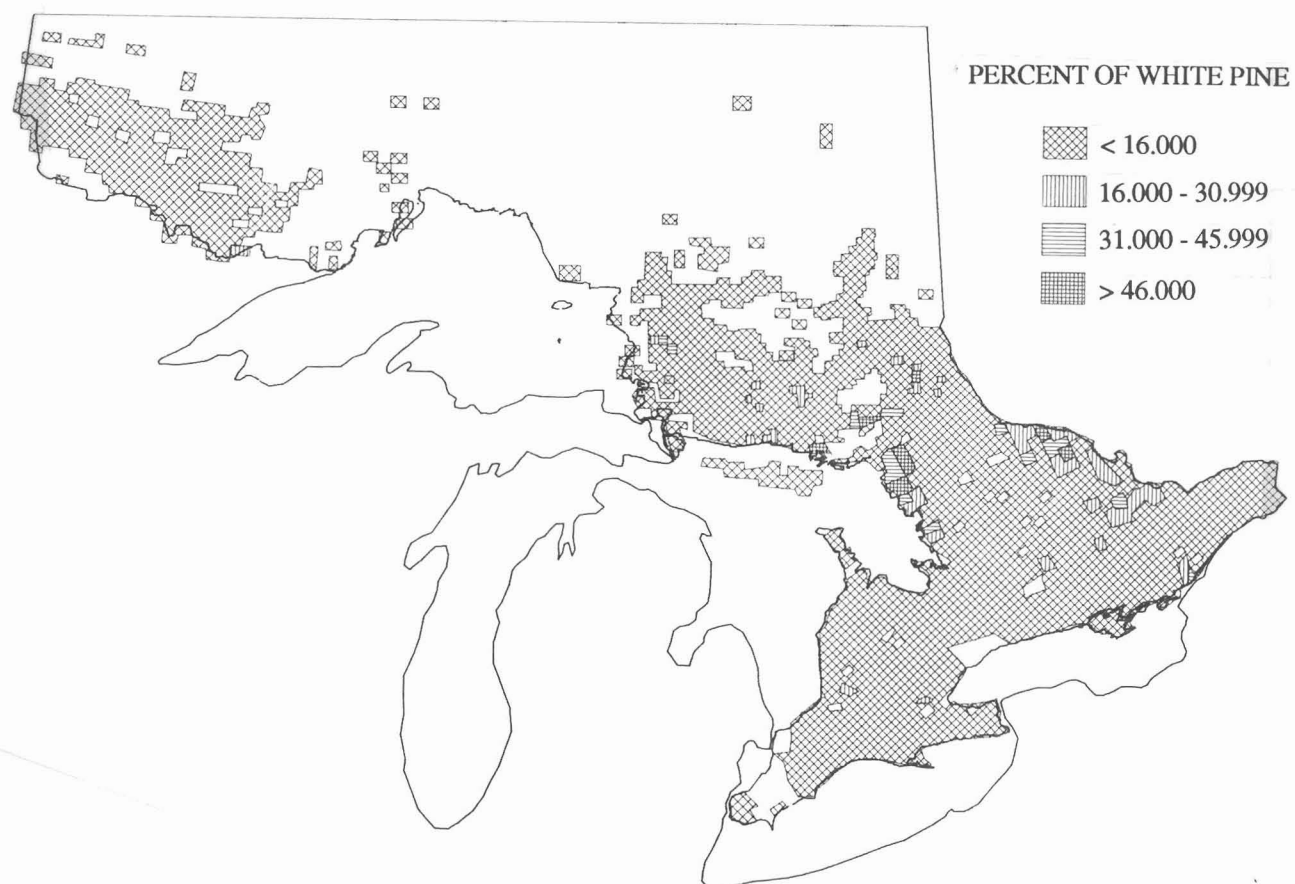 PERCENT OF WHITE PINE
< 16.000
16.000 - 30.999
31.000 - 45.999
> 46.000